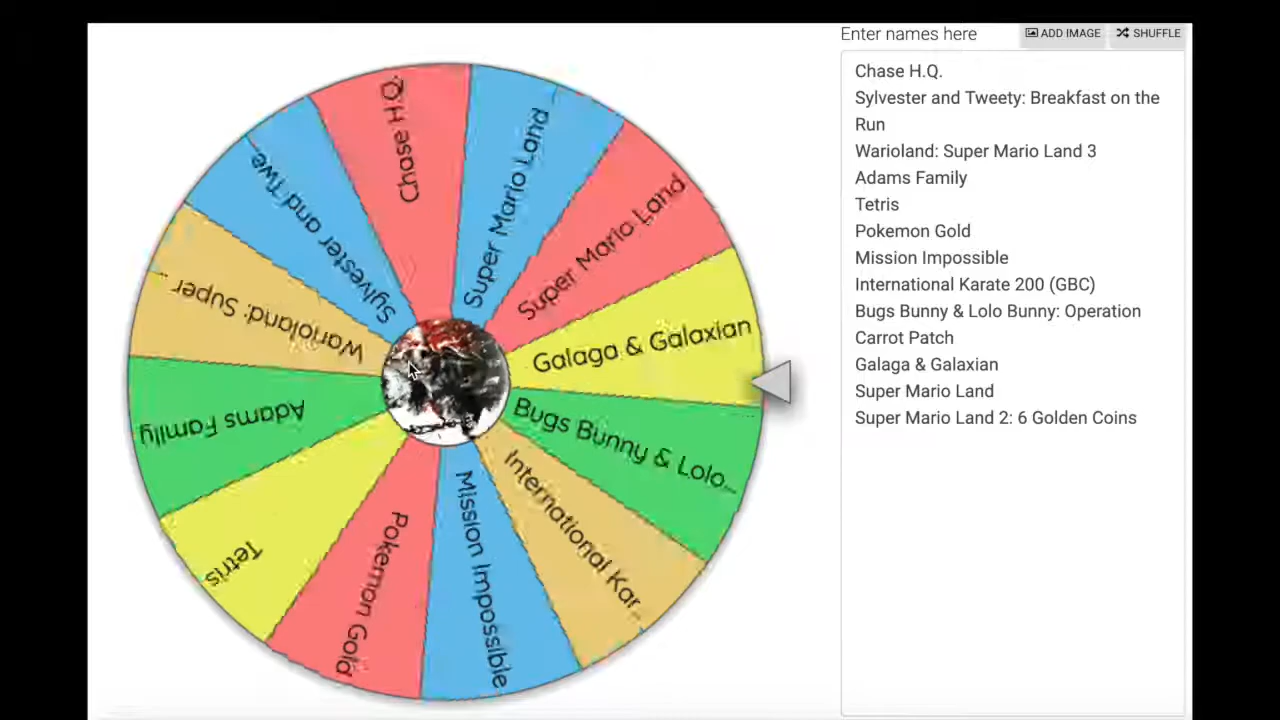 Enter names here
ADD IMAGE
SHUFFLE
Chase H.Q.
Sylvester and Tweety: Breakfast on the
Run
Warioland: Super Mario Land 3
Adams Family
Tetris
Pokemon Gold
Mission Impossible
International Karate 200 (GBC)
Bugs Bunny & Lolo Bunny: Operation
Carrot Patch
Galaga & Galaxian
Super Mario Land
Super Mario Land 2: 6 Golden Coins
Chase H.Q.
Super Mario Land
Super Mario Land
Galaga & Galaxian
Bugs Bunny & Lolo...
International Kar...
Mission Impossible
Pokemon Gold
Tetris
Adams Family
Warioland: Super ...
Sylvester and Twe...